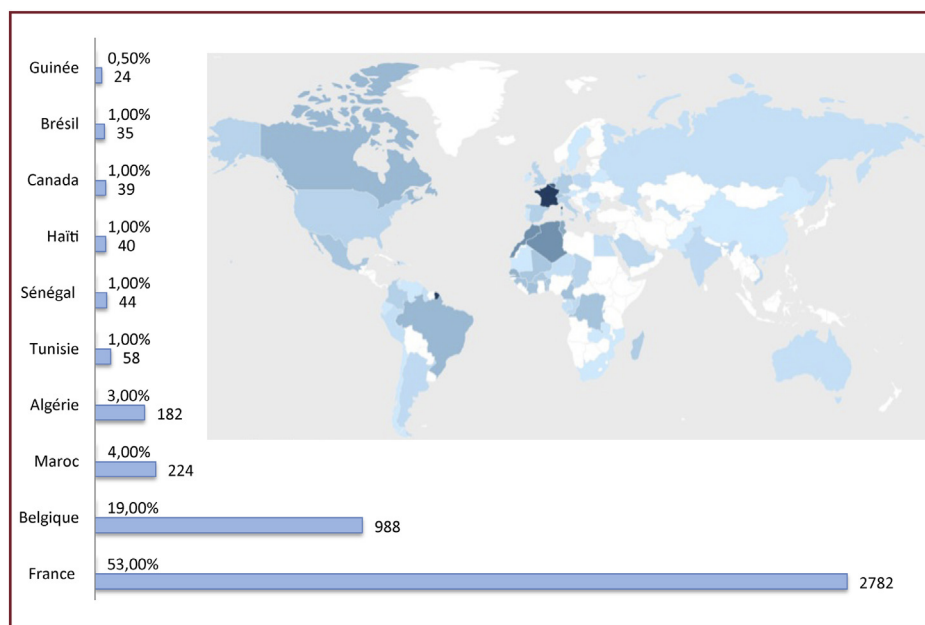 Guinée
0,50%
24
Brésil
1,00%
35
Canada
1,00%
39
Haïti
1,00%
40
Sénégal
1,00%
44
Tunisie
1,00%
58
Algérie
3,00%
182
Maroc
4,00%
224
Belgique
19,00%
988
France
53,00%
2782